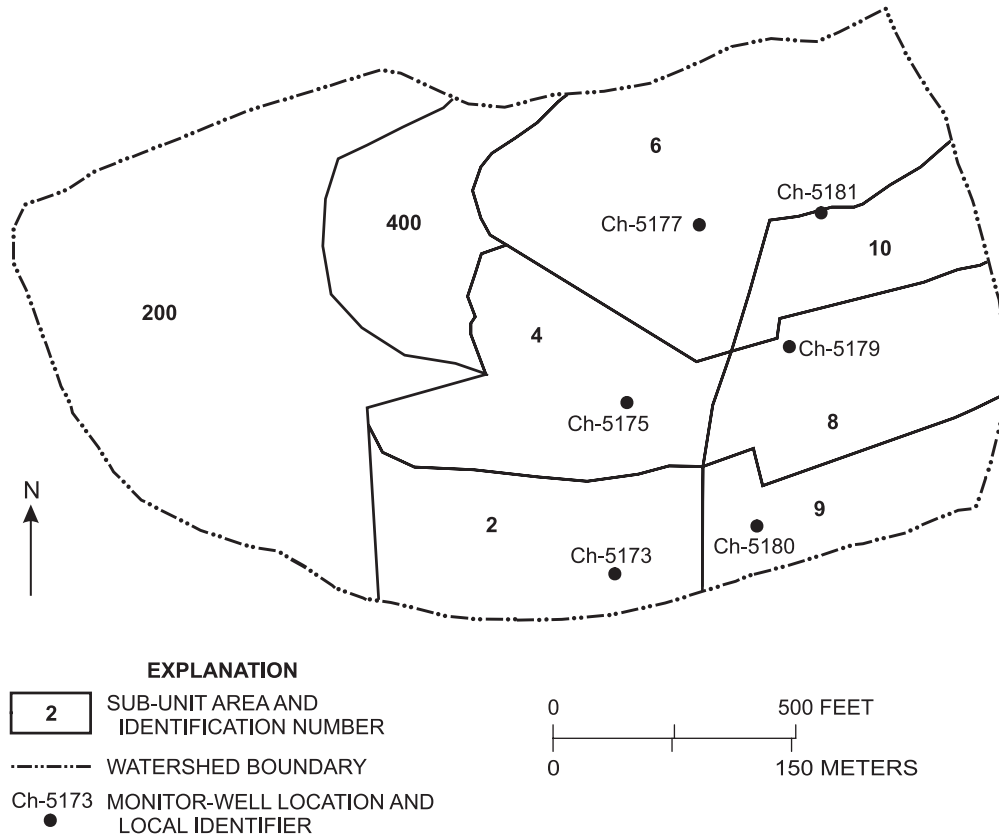 6
Ch-5181
400
Ch-5177
10
200
4
Ch-5179
Ch-5175
8
N
2
9
Ch-5180
Ch-5173
EXPLANATION
2
SUB-UNIT AREA AND
IDENTIFICATION NUMBER
WATERSHED BOUNDARY
Ch-5173
MONITOR-WELL LOCATION AND
LOCAL IDENTIFIER
0 500 FEET
0 150 METERS